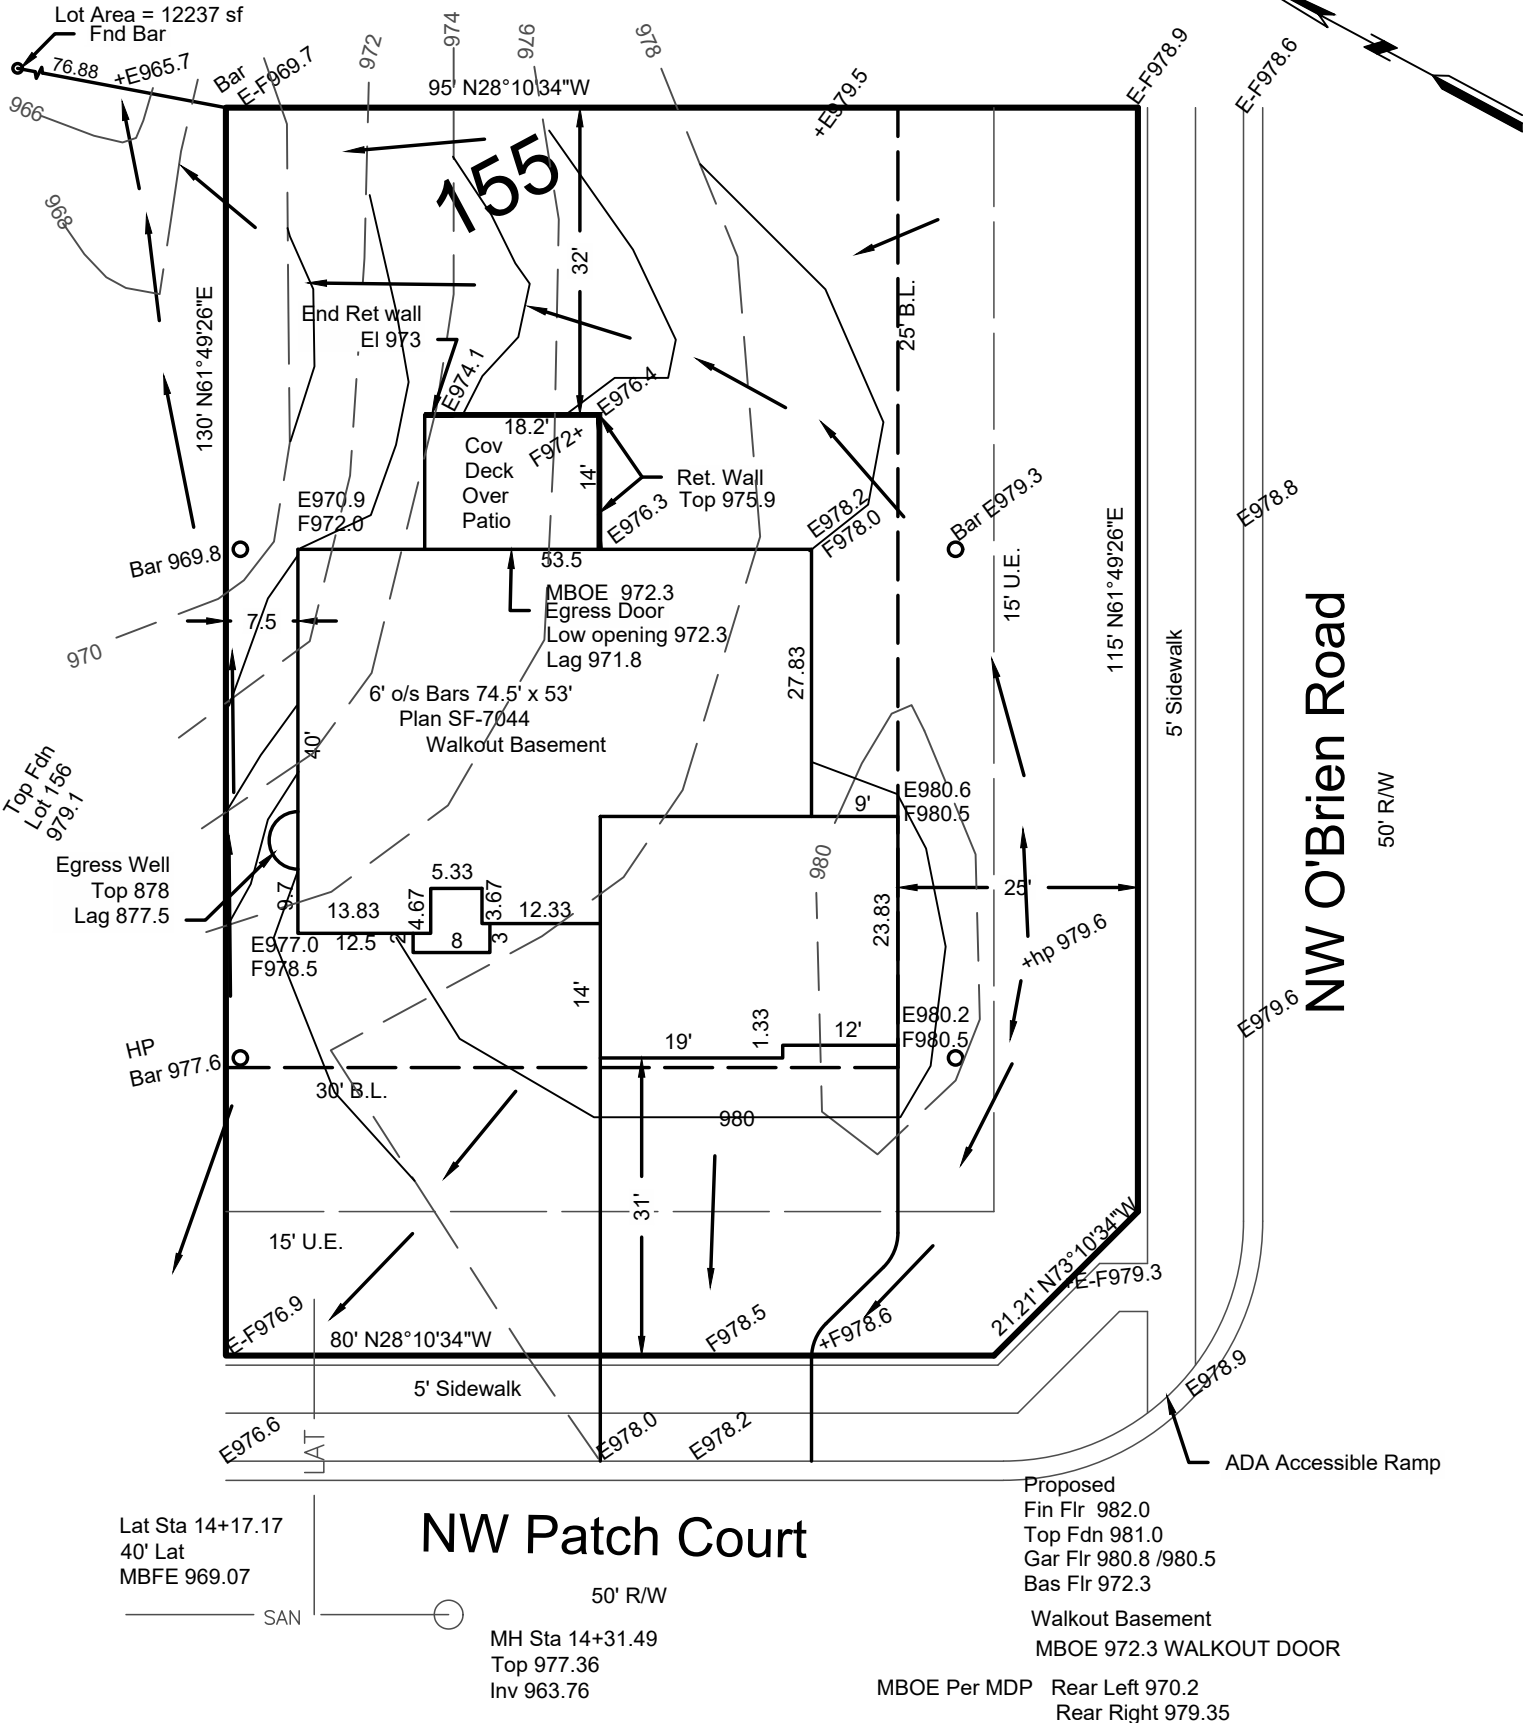 Lot Area = 12237 sf
Fnd Bar
76.88
+E965.7
Bar
E-F969.7
972
974
976
978
95' N28°10'34"W
+E979.5
E-F978.9
E-F978.6
966
968
155
32'
25' B.L.
130' N61°49'26"E
End Ret wall
El 973
E974.1
E976.4
18.2'
F972+
Cov
Deck
Over
Patio
14'
Ret. Wall
Top 975.9
E976.3
E978.2
F978.0
Bar E979.3
E978.8
E970.9
F972.0
Bar 969.8
53.5
MBOE 972.3
Egress Door
Low opening 972.3
Lag 971.8
7.5
970
15' U.E.
115' N61°49'26"E
5' Sidewalk
NW O'Brien Road
50' R/W
27.83
6' o/s Bars 74.5' x 53'
Plan SF-7044
Walkout Basement
40'
Top Fdn
Lot 156
979.1
E980.6
F980.5
9'
980
Egress Well
Top 878
Lag 877.5
9.7
5.33
13.83
4.67
3.67
12.33
12.5
2
8
3
23.83
25'
+hp 979.6
E977.0
F978.5
14'
E980.2
F980.5
E979.6
HP
Bar 977.6
19'
1.33
12'
30' B.L.
980
31'
15' U.E.
21.21' N73°10'34"W
+E-F979.3
E-F976.9
80' N28°10'34"W
F978.5
+F978.6
5' Sidewalk
E978.9
E976.6
LAT
E978.0
E978.2
ADA Accessible Ramp
NW Patch Court
50' R/W
Lat Sta 14+17.17
40' Lat
MBFE 969.07
SAN
MH Sta 14+31.49
Top 977.36
Inv 963.76
Proposed
Fin Flr 982.0
Top Fdn 981.0
Gar Flr 980.8 /980.5
Bas Flr 972.3
Walkout Basement
MBOE 972.3 WALKOUT DOOR
MBOE Per MDP Rear Left 970.2
Rear Right 979.35